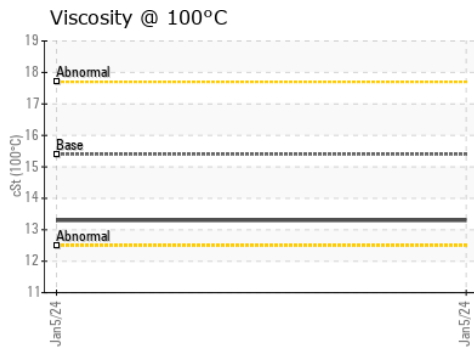 Viscosity @ 100°C
19
18
17
16
15
14
13
12
11
cSt (100°C)
Abnormal
Base
Abnormal
Jan5/24
Jan5/24